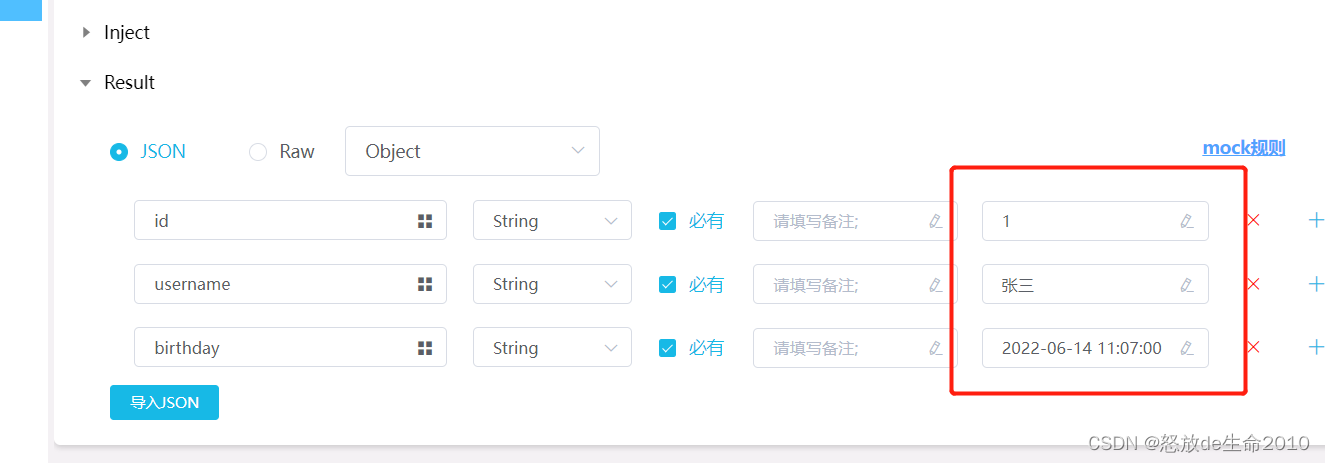 Inject
Result
JSON Raw Object mock规则
id String 必有 请填写备注; 1
username String 必有 请填写备注; 张三
birthday String 必有 请填写备注; 2022-06-14 11:07:00
导入JSON
CSDN @怒放de生命2010